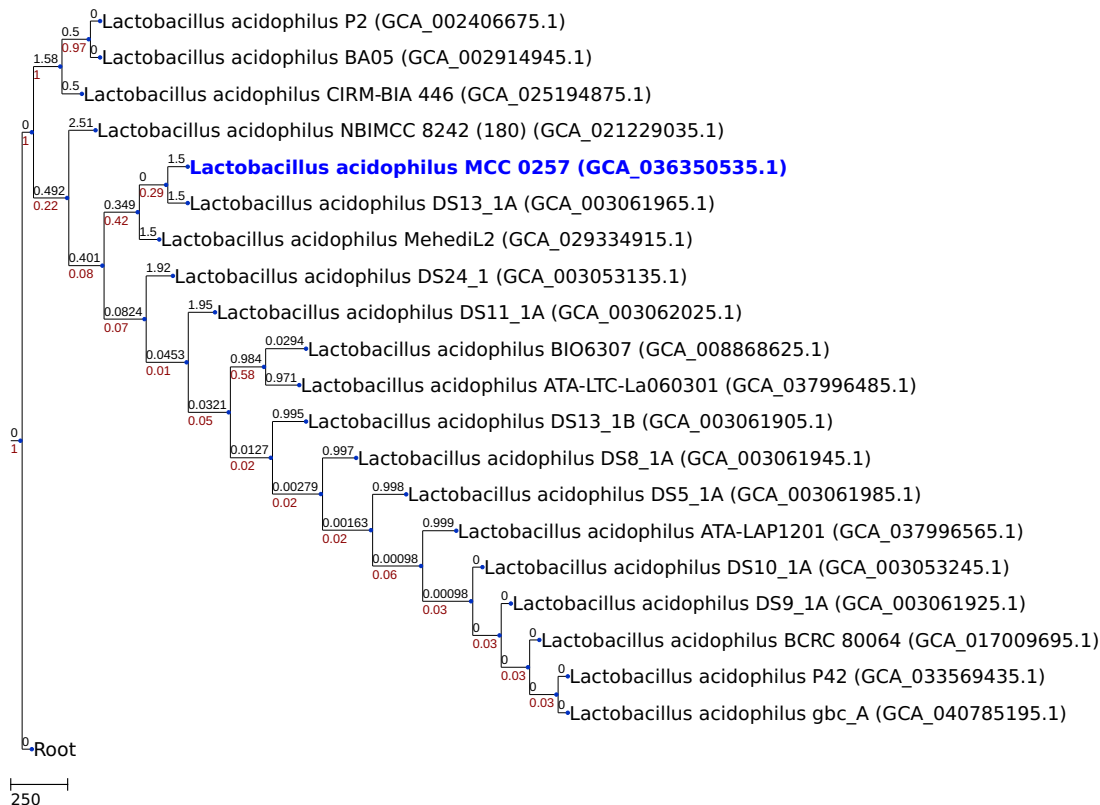 0
Lactobacillus acidophilus P2 (GCA_002406675.1)
0.5
0.97
0
Lactobacillus acidophilus BA05 (GCA_002914945.1)
1.58
1
0.5
Lactobacillus acidophilus CIRM-BIA 446 (GCA_025194875.1)
0
1
2.51
Lactobacillus acidophilus NBIMCC 8242 (180) (GCA_021229035.1)
1.5
Lactobacillus acidophilus MCC 0257 (GCA_036350535.1)
0
0.29
0.492
0.22
1.5
Lactobacillus acidophilus DS13_1A (GCA_003061965.1)
0.349
0.42
1.5
Lactobacillus acidophilus MehediL2 (GCA_029334915.1)
0.401
0.08
1.92
Lactobacillus acidophilus DS24_1 (GCA_003053135.1)
0.0824
0.07
1.95
Lactobacillus acidophilus DS11_1A (GCA_003062025.1)
0.0453
0.01
0.0294
Lactobacillus acidophilus BIO6307 (GCA_008868625.1)
0.984
0.58
0.971
Lactobacillus acidophilus ATA-LTC-La060301 (GCA_037996485.1)
0.0321
0.05
0.995
Lactobacillus acidophilus DS13_1B (GCA_003061905.1)
0
1
0.0127
0.02
0.997
Lactobacillus acidophilus DS8_1A (GCA_003061945.1)
0.00279
0.02
0.998
Lactobacillus acidophilus DS5_1A (GCA_003061985.1)
0.00163
0.02
0.999
Lactobacillus acidophilus ATA-LAP1201 (GCA_037996565.1)
0.00098
0.06
0
Lactobacillus acidophilus DS10_1A (GCA_003053245.1)
0.00098
0.03
0
Lactobacillus acidophilus DS9_1A (GCA_003061925.1)
0
0.03
0
Lactobacillus acidophilus BCRC 80064 (GCA_017009695.1)
0
0.03
0
Lactobacillus acidophilus P42 (GCA_033569435.1)
0
0.03
0
Lactobacillus acidophilus gbc_A (GCA_040785195.1)
0
Root
250